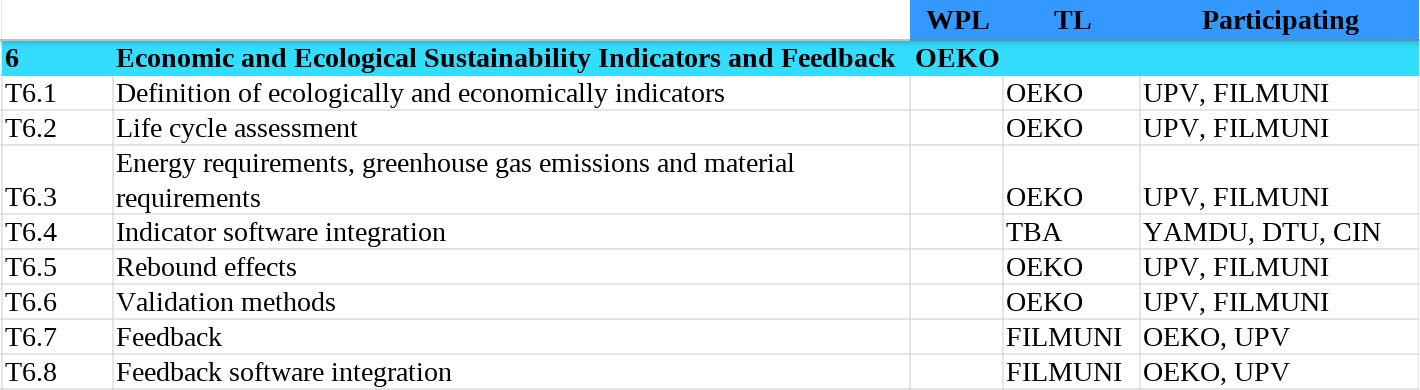 WPL TL Participating
6 Economic and Ecological Sustainability Indicators and Feedback OEKO
T6.1 Definition of ecologically and economically indicators OEKO UPV, FILMUNI
T6.2 Life cycle assessment OEKO UPV, FILMUNI
Energy requirements, greenhouse gas emissions and material
T6.3 requirements OEKO UPV, FILMUNI
T6.4 Indicator software integration TBA YAMDU, DTU, CIN
T6.5 Rebound effects OEKO UPV, FILMUNI
T6.6 Validation methods OEKO UPV, FILMUNI
T6.7 Feedback FILMUNI OEKO, UPV
T6.8 Feedback software integration FILMUNI OEKO, UPV